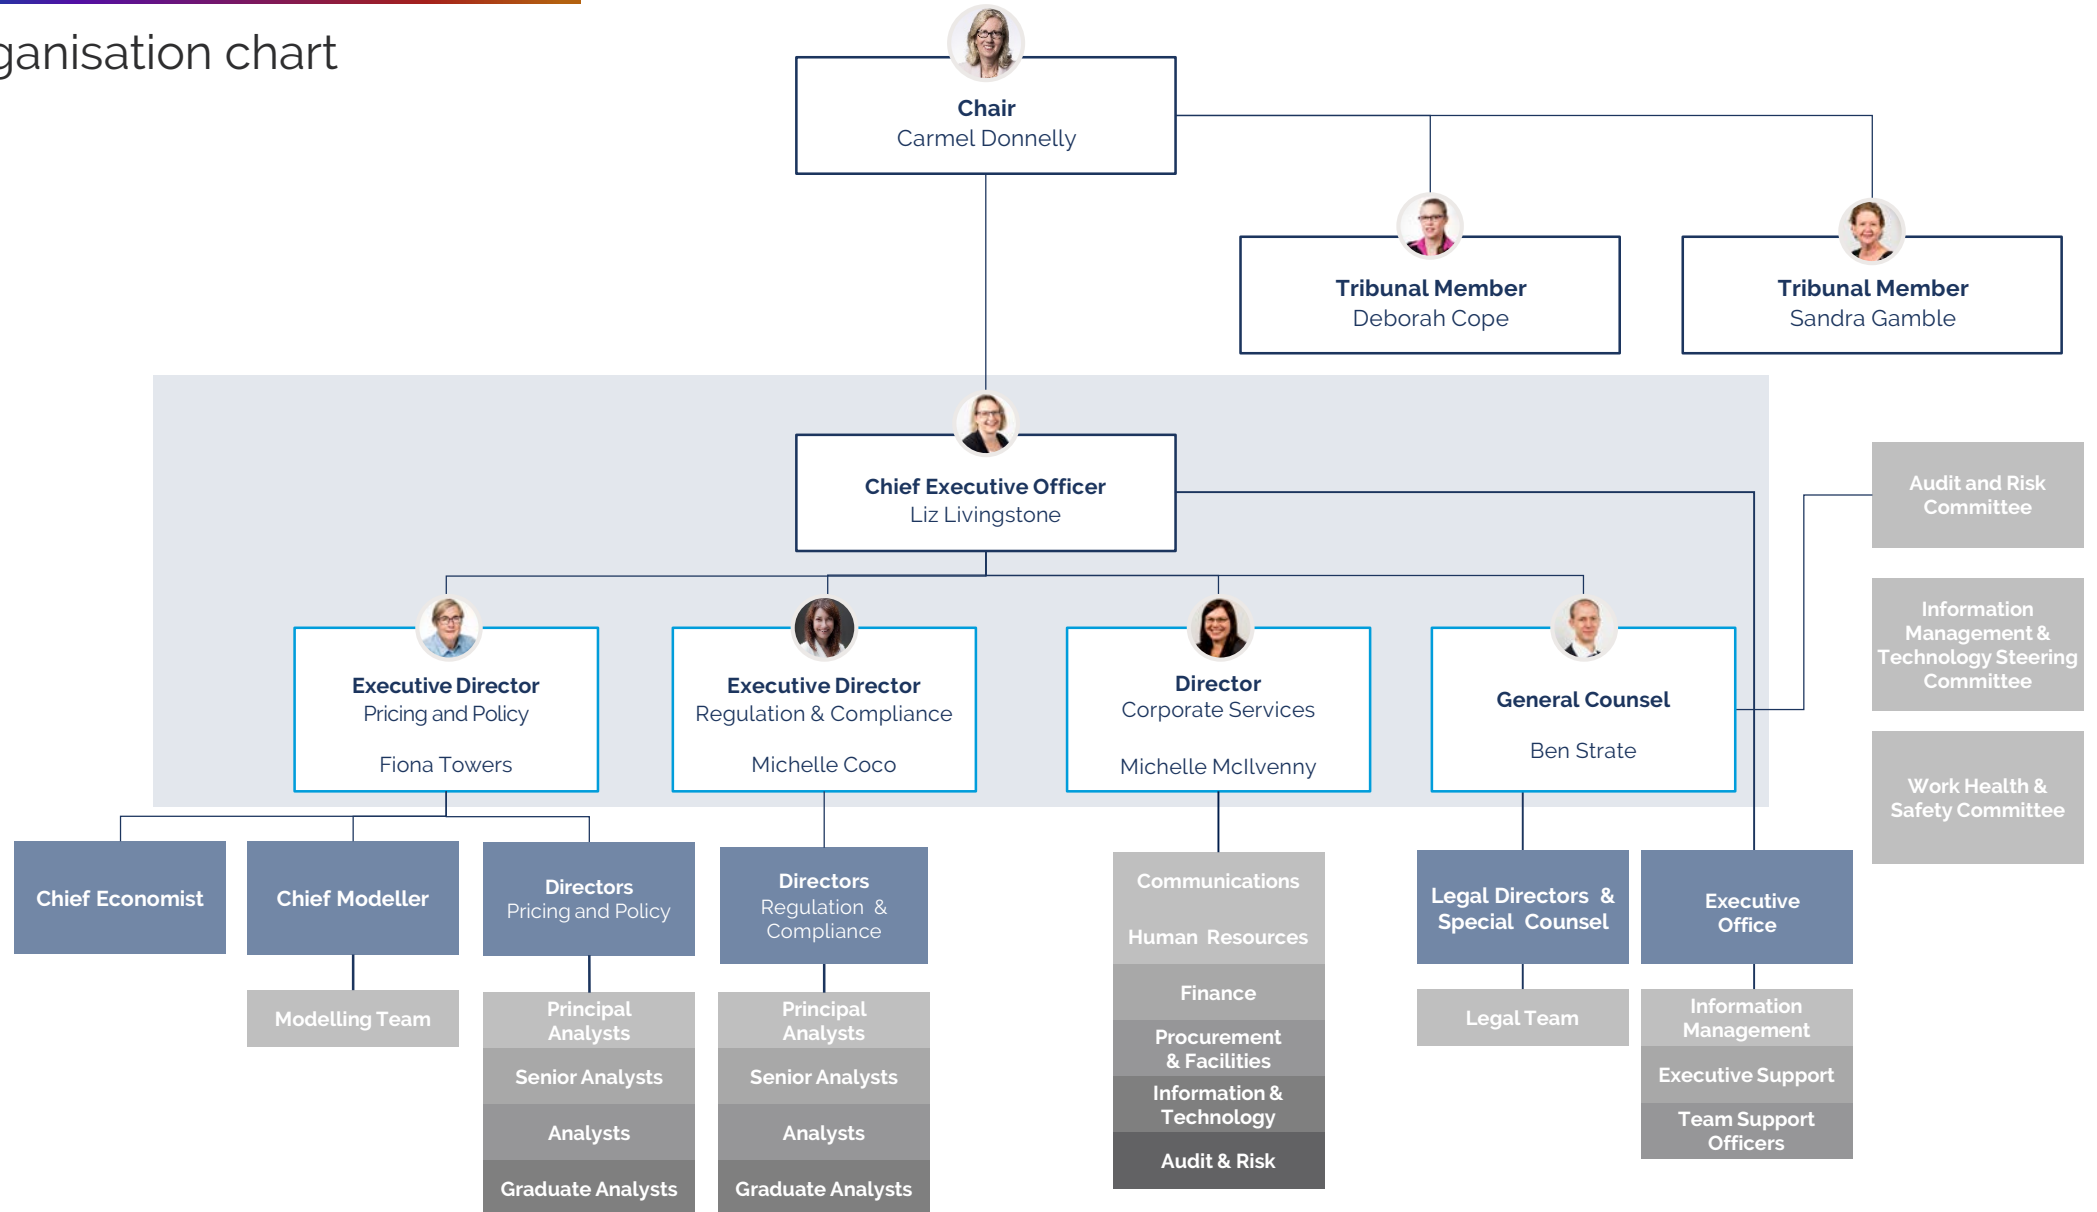 ganisation chart
Chair
Carmel Donnelly
Tribunal Member
Deborah Cope
Tribunal Member
Sandra Gamble
Chief Executive Officer
Liz Livingstone
Audit and Risk
Committee
Information
Management &
Technology Steering
Committee
Work Health &
Safety Committee
Executive Director
Pricing and Policy
Fiona Towers
Executive Director
Regulation & Compliance
Michelle Coco
Director
Corporate Services
Michelle McIlvenny
General Counsel
Ben Strate
Chief Economist
Chief Modeller
Modelling Team
Directors
Pricing and Policy
Principal
Analysts
Senior Analysts
Analysts
Graduate Analysts
Directors
Regulation &
Compliance
Principal
Analysts
Senior Analysts
Analysts
Graduate Analysts
Communications
Human Resources
Finance
Procurement
& Facilities
Information &
Technology
Audit & Risk
Legal Directors &
Special Counsel
Legal Team
Executive
Office
Information
Management
Executive Support
Team Support
Officers